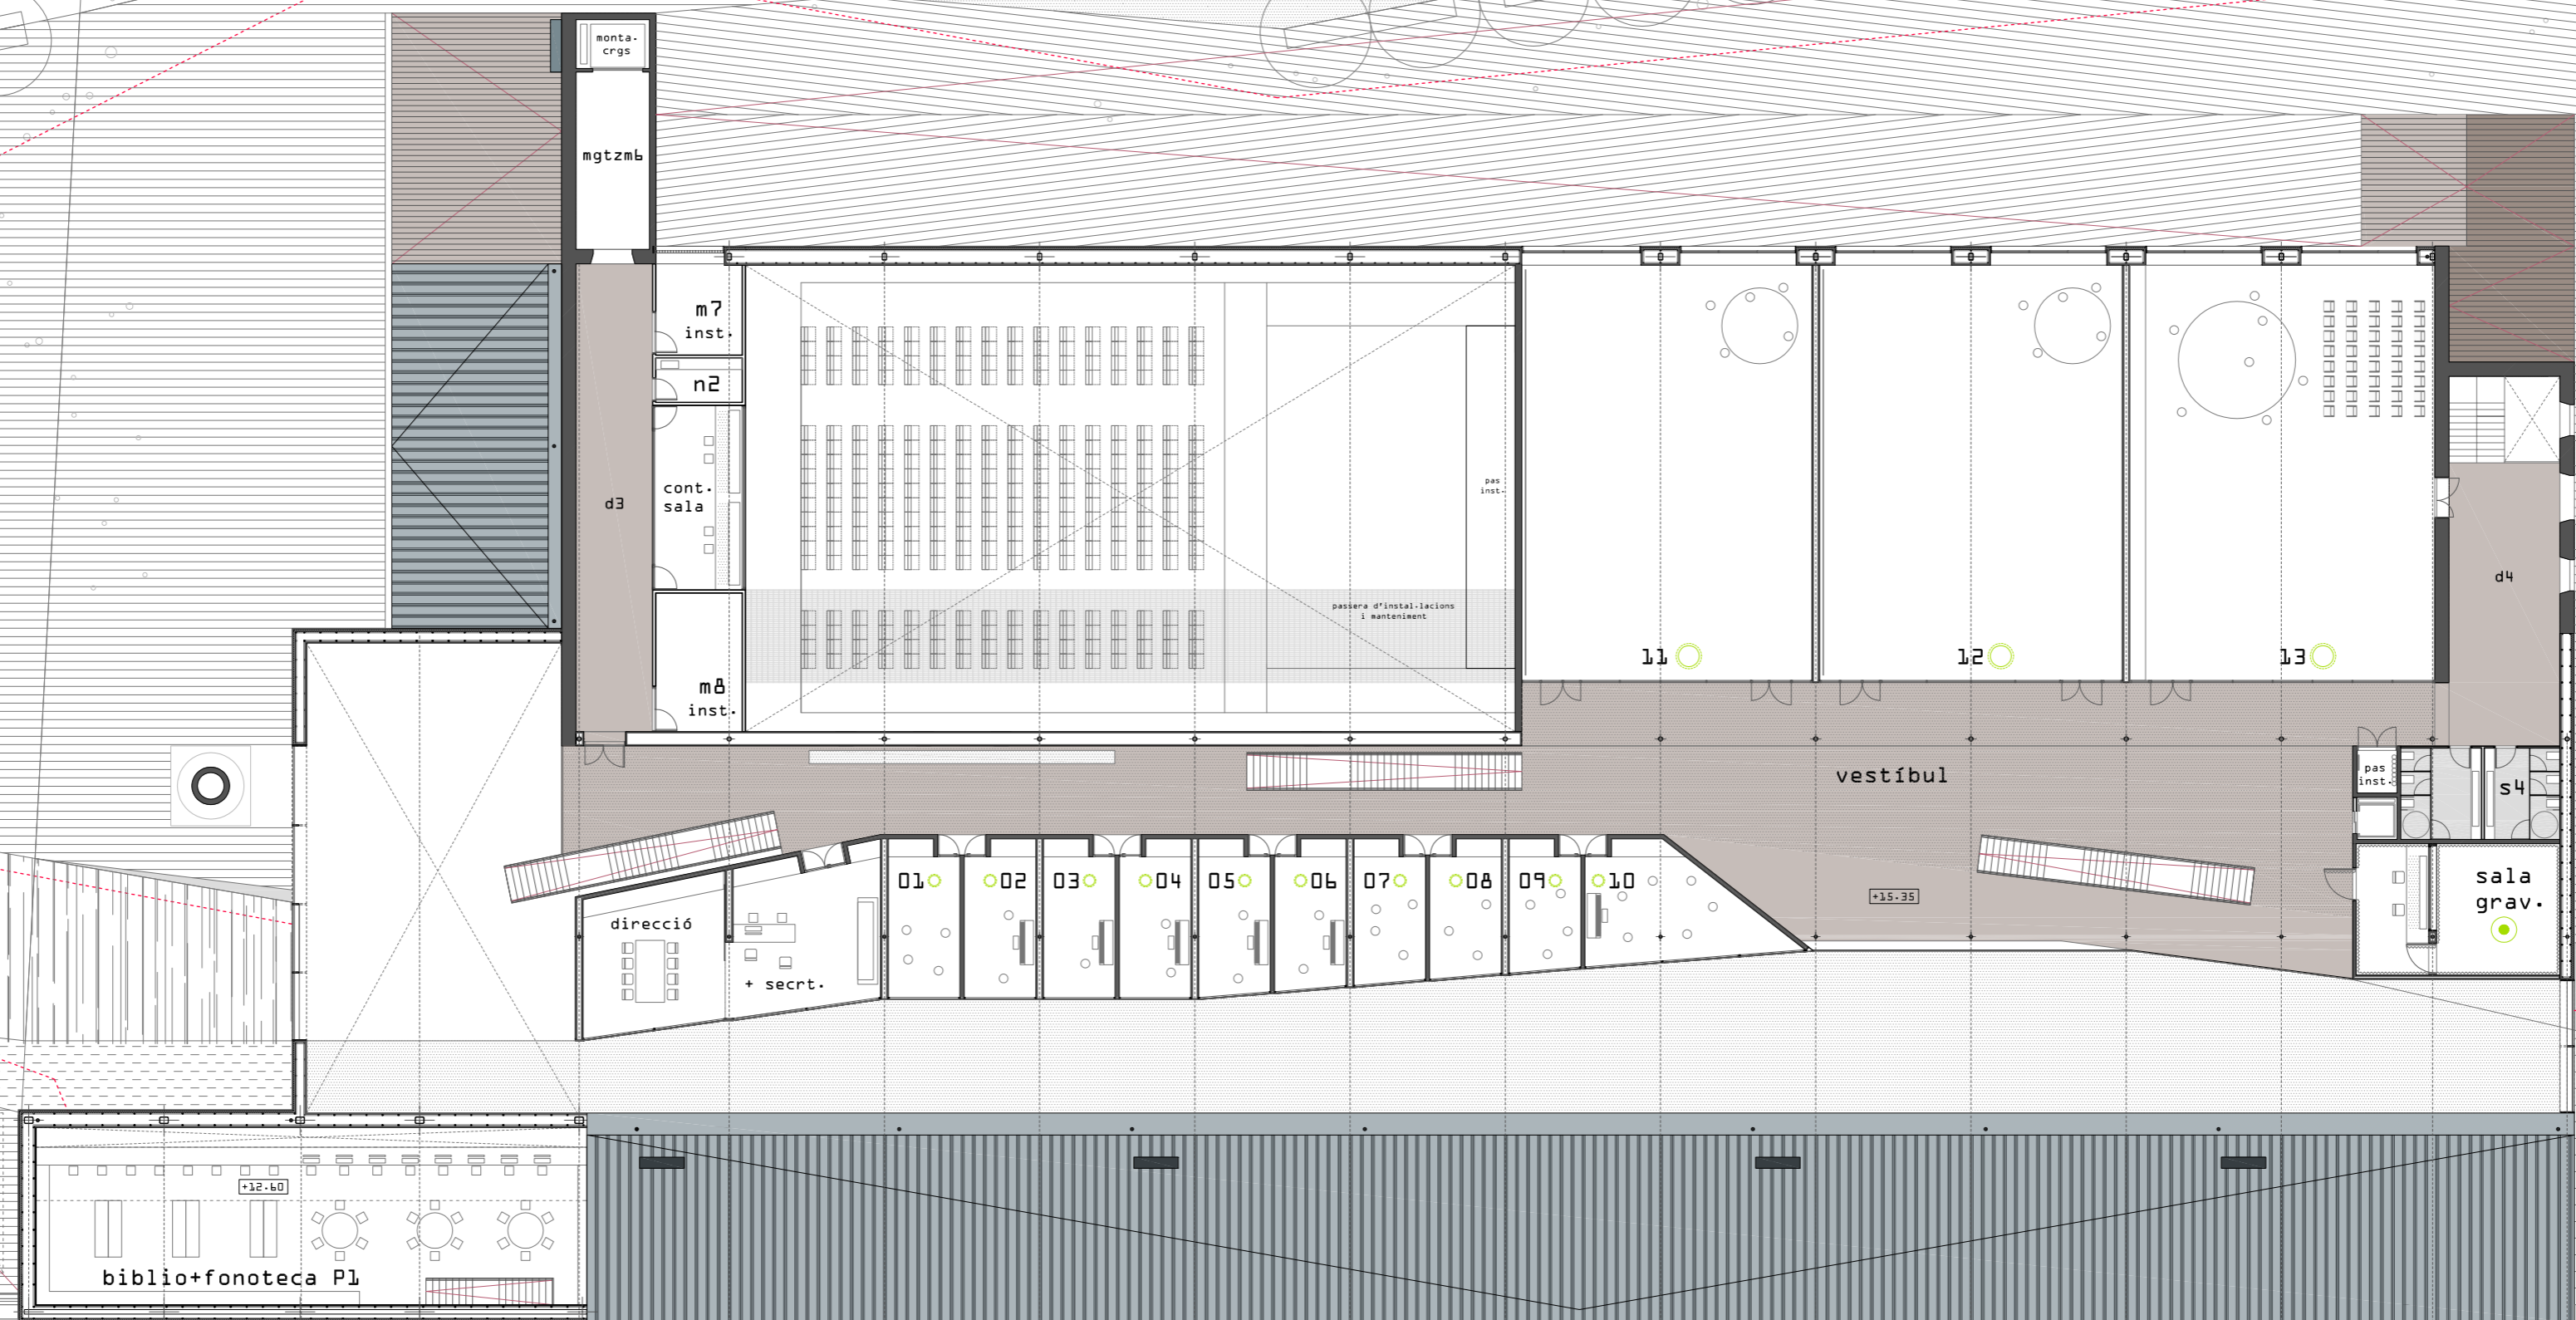 monta-
crgs
mgtzm6
m7
inst.
n2
cont.
sala
d3
m8
inst.
pas
inst.
passera d'instal·lacions
i manteniment
11
12
13
d4
vestíbul
pas
inst.
s4
01
02
03
04
05
06
07
08
09
10
direcció
+ secrt.
+15.35
sala
grav.
+12.60
biblio+fonoteca P1